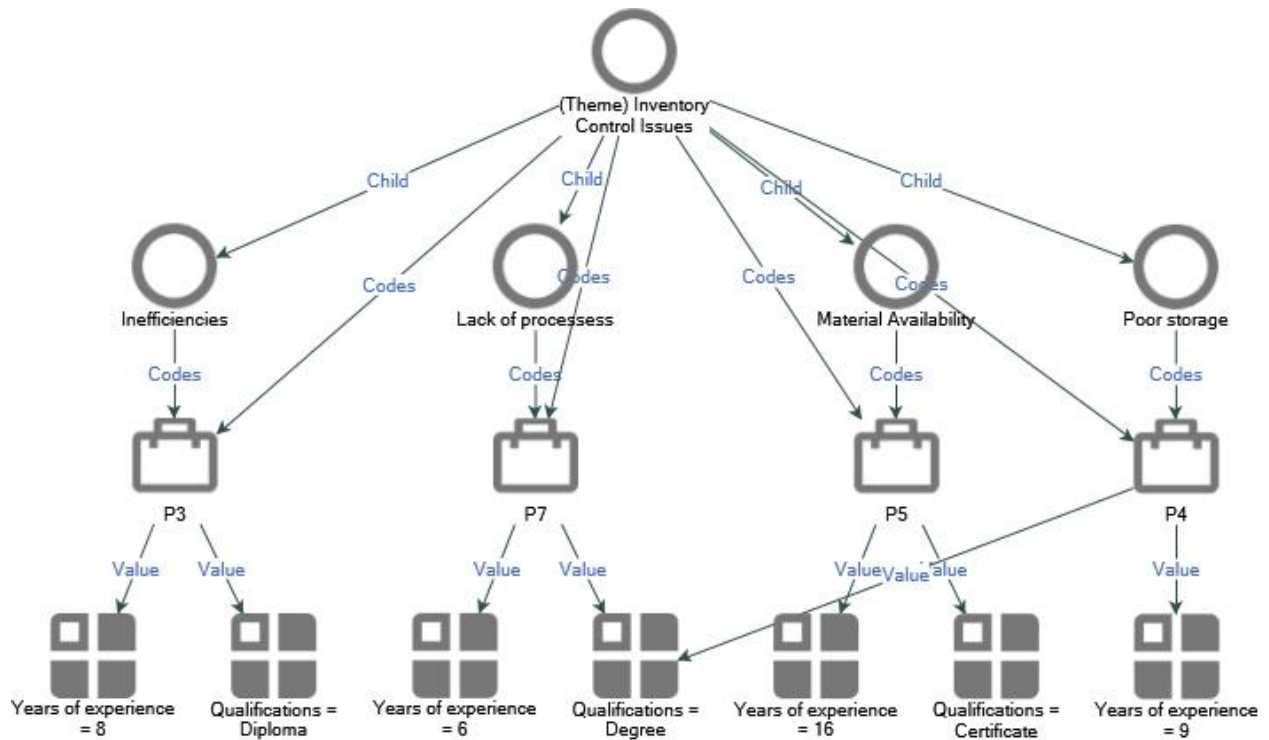 (Theme) Inventory
Control Issues
Child
Child
Child
Child
Codes
Codes
Codes
Codes
Inefficiencies
Lack of processess
Material Availability
Poor storage
Codes
Codes
Codes
Codes
P3
P7
P5
P4
Value
Value
Value
Value
Value
Value
Value
Value
Years of experience
= 8
Qualifications =
Diploma
Years of experience
= 6
Qualifications =
Degree
Years of experience
= 16
Qualifications =
Certificate
Years of experience
= 9